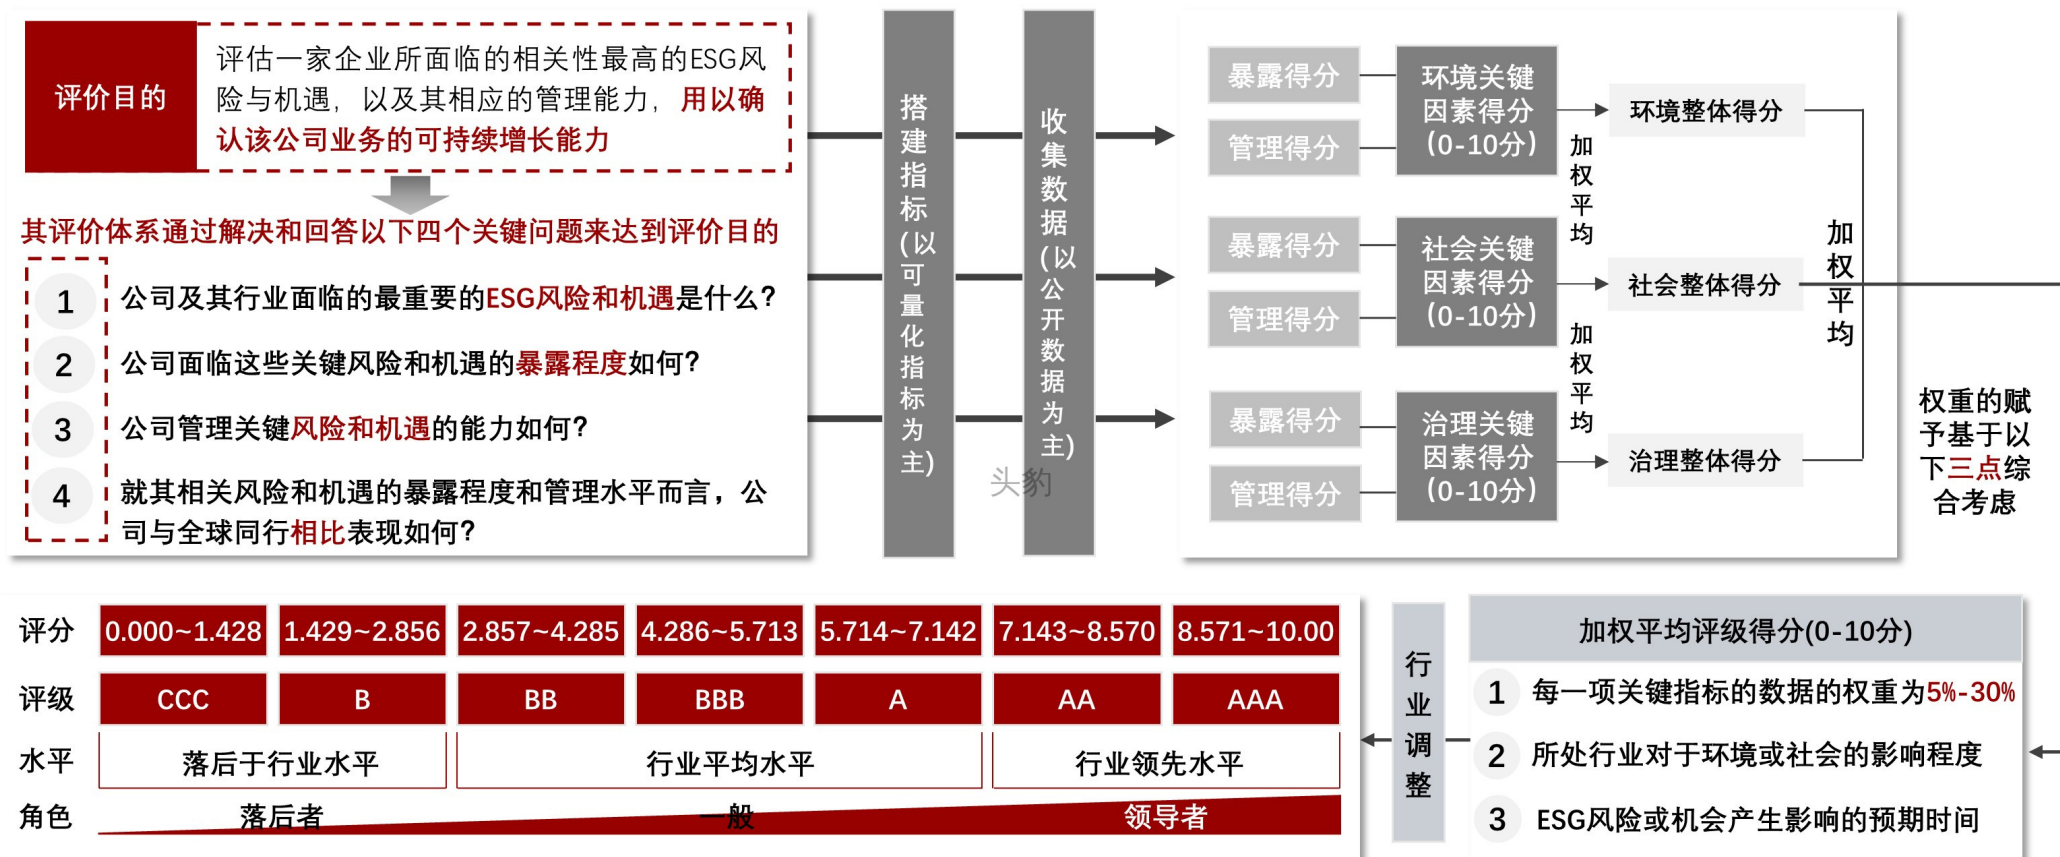 评价目的
评估一家企业所面临的相关性最高的ESG风
险与机遇，以及其相应的管理能力，用以确
认该公司业务的可持续增长能力
其评价体系通过解决和回答以下四个关键问题来达到评价目的
1 公司及其行业面临的最重要的ESG风险和机遇是什么?
2 公司面临这些关键风险和机遇的暴露程度如何?
3 公司管理关键风险和机遇的能力如何?
4 就其相关风险和机遇的暴露程度和管理水平而言，公
司与全球同行相比表现如何?
搭建指标(以可量化指标为主)
收集数据(以公开数据为主)
头豹
暴露得分
管理得分
环境关键
因素得分
(0-10分)
环境整体得分
加权平均
暴露得分
管理得分
社会关键
因素得分
(0-10分)
社会整体得分
加权平均
暴露得分
管理得分
治理关键
因素得分
(0-10分)
治理整体得分
加权平均
权重的赋
予基于以
下三点综
合考虑
加权平均评级得分(0-10分)
1 每一项关键指标的数据的权重为5%-30%
2 所处行业对于环境或社会的影响程度
3 ESG风险或机会产生影响的预期时间
行业调整
评分 0.000~1.428 1.429~2.856 2.857~4.285 4.286~5.713 5.714~7.142 7.143~8.570 8.571~10.00
评级 CCC B BB BBB A AA AAA
水平 落后于行业水平 行业平均水平 行业领先水平
角色 落后者 一般 领导者